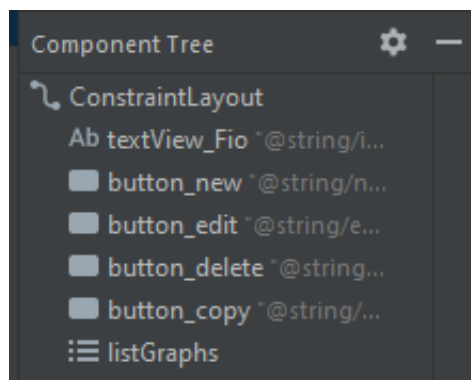 Component Tree
ConstraintLayout
Ab textView_Fio "@string/i...
button_new "@string/n...
button_edit "@string/e...
button_delete "@string...
button_copy "@string/...
listGraphs